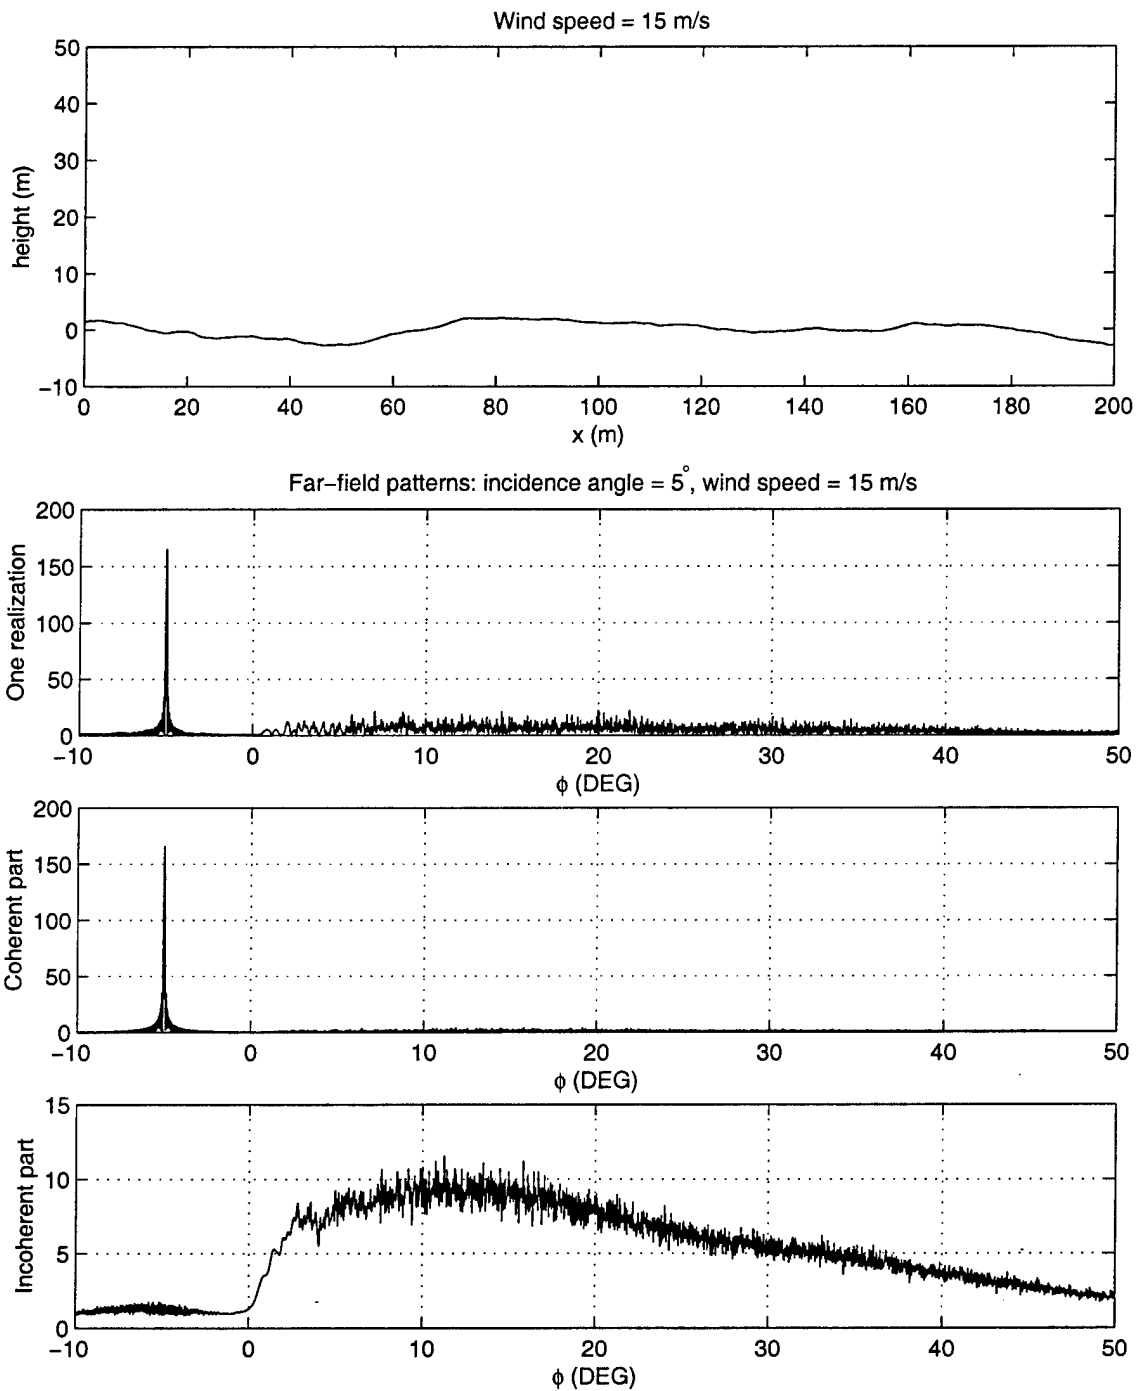 Wind speed = 15 m/s
50
40
30
20
10
0
−10
height (m)
0 20 40 60 80 100 120 140 160 180 200
x (m)
Far−field patterns: incidence angle = 5°, wind speed = 15 m/s
200
150
100
50
0
One realization
−10 0 10 20 30 40 50
ϕ (DEG)
200
150
100
50
0
Coherent part
−10 0 10 20 30 40 50
ϕ (DEG)
15
10
5
0
Incoherent part
−10 0 10 20 30 40 50
ϕ (DEG)